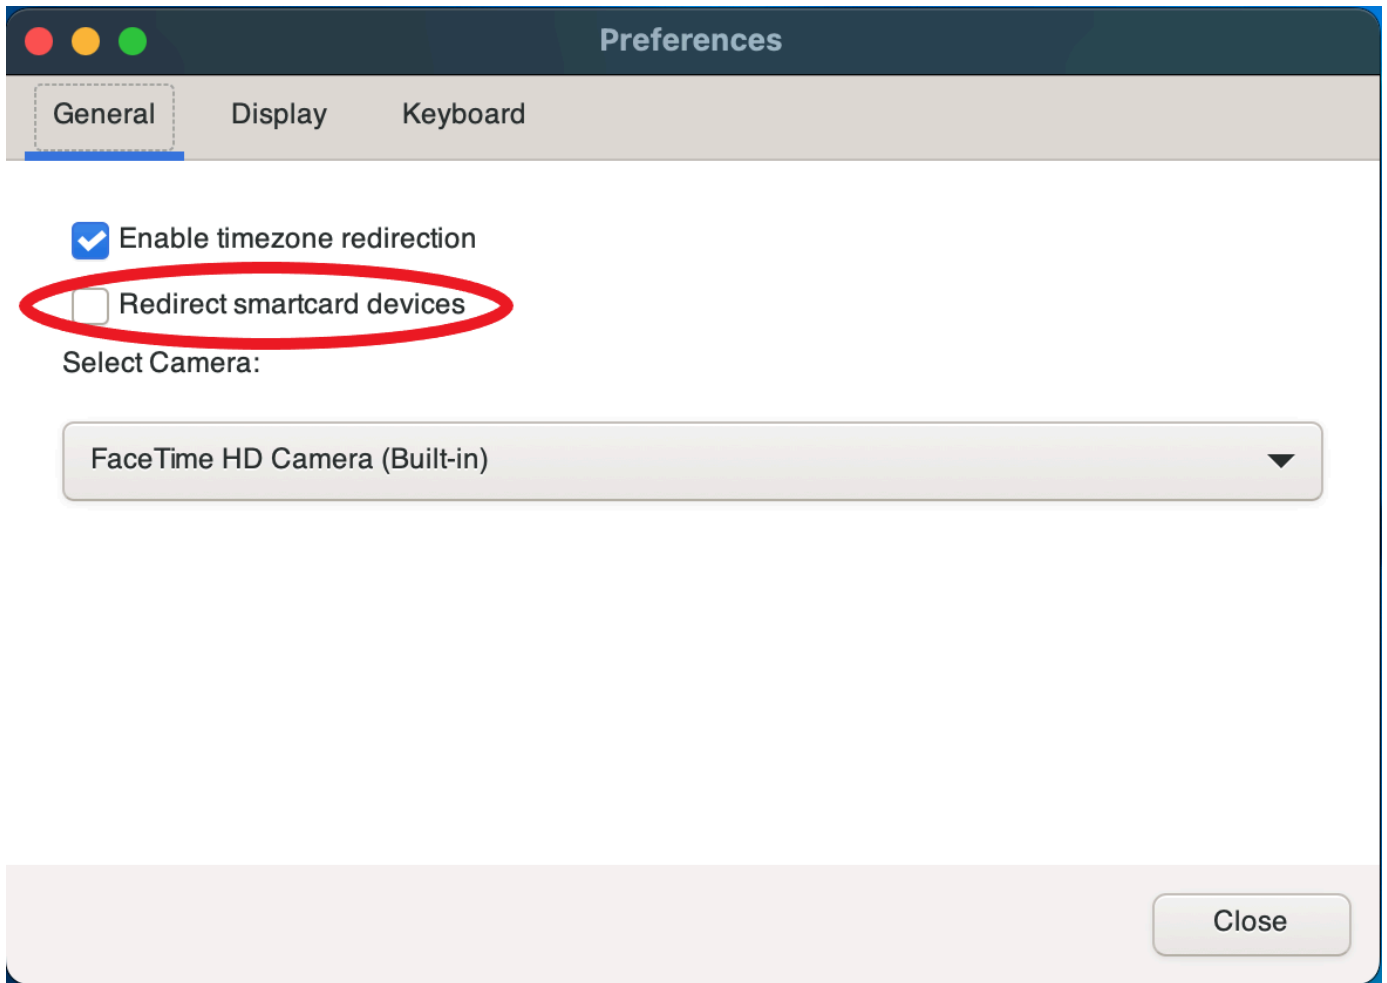 Preferences
General Display Keyboard
Enable timezone redirection
Redirect smartcard devices
Select Camera:
FaceTime HD Camera (Built-in)
Close